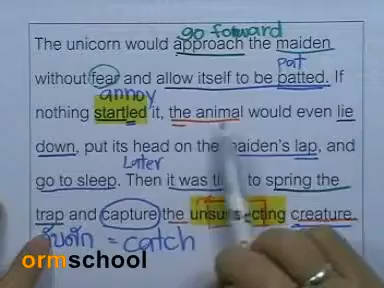 go forward
The unicorn would approach the maiden
pat
without fear and allow itself to be patted. If
annoy
nothing startled it, the animal would even lie
down, put its head on the maiden's lap, and
Later
go to sleep. Then it was to spring the
trap and capture the unsuspecting creature.
= catch
ormschool